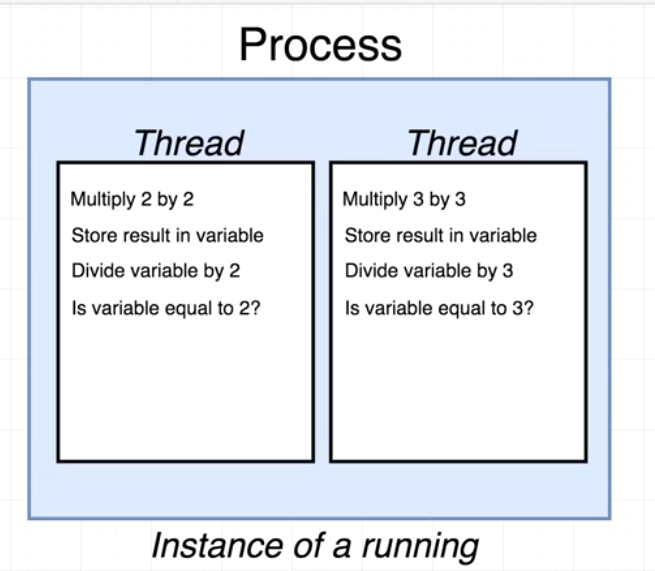 Process
Thread
Multiply 2 by 2
Store result in variable
Divide variable by 2
Is variable equal to 2?
Thread
Multiply 3 by 3
Store result in variable
Divide variable by 3
Is variable equal to 3?
Instance of a running